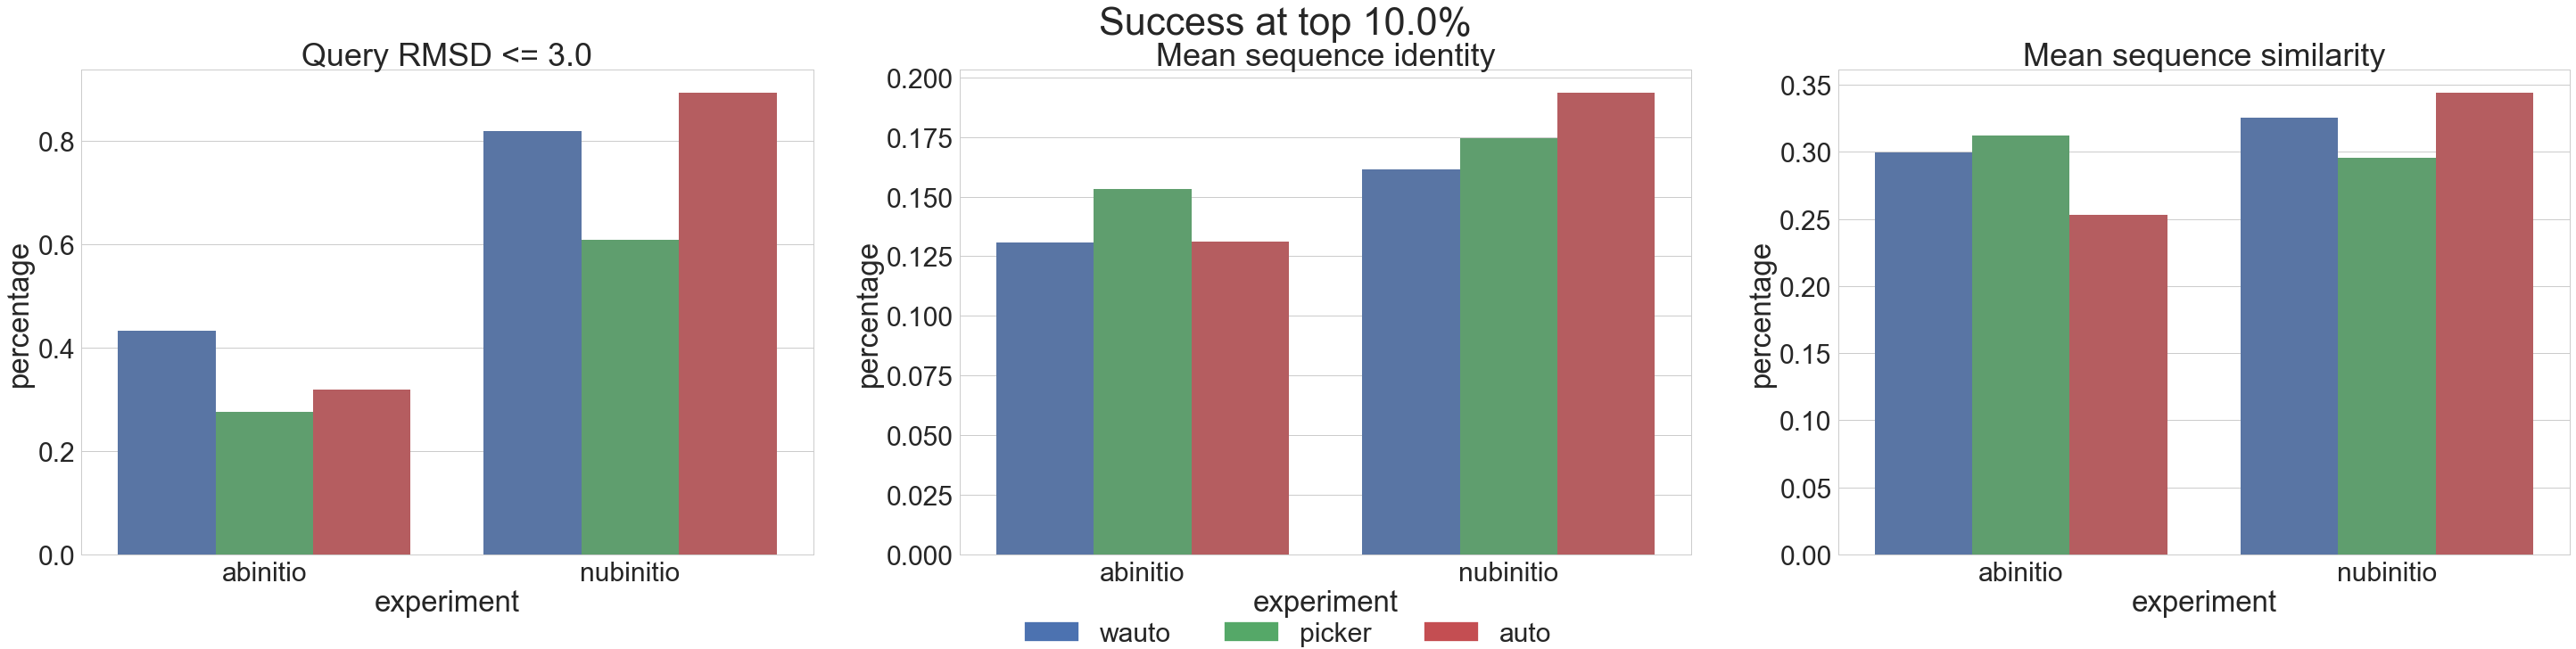 Success at top 10.0%
Query RMSD <= 3.0
0.8
0.6
0.4
0.2
0.0
percentage
abinitio nubinitio
experiment
Mean sequence identity
0.200
0.175
0.150
0.125
0.100
0.075
0.050
0.025
0.000
percentage
abinitio nubinitio
experiment
Mean sequence similarity
0.35
0.30
0.25
0.20
0.15
0.10
0.05
0.00
percentage
abinitio nubinitio
experiment
wauto picker auto